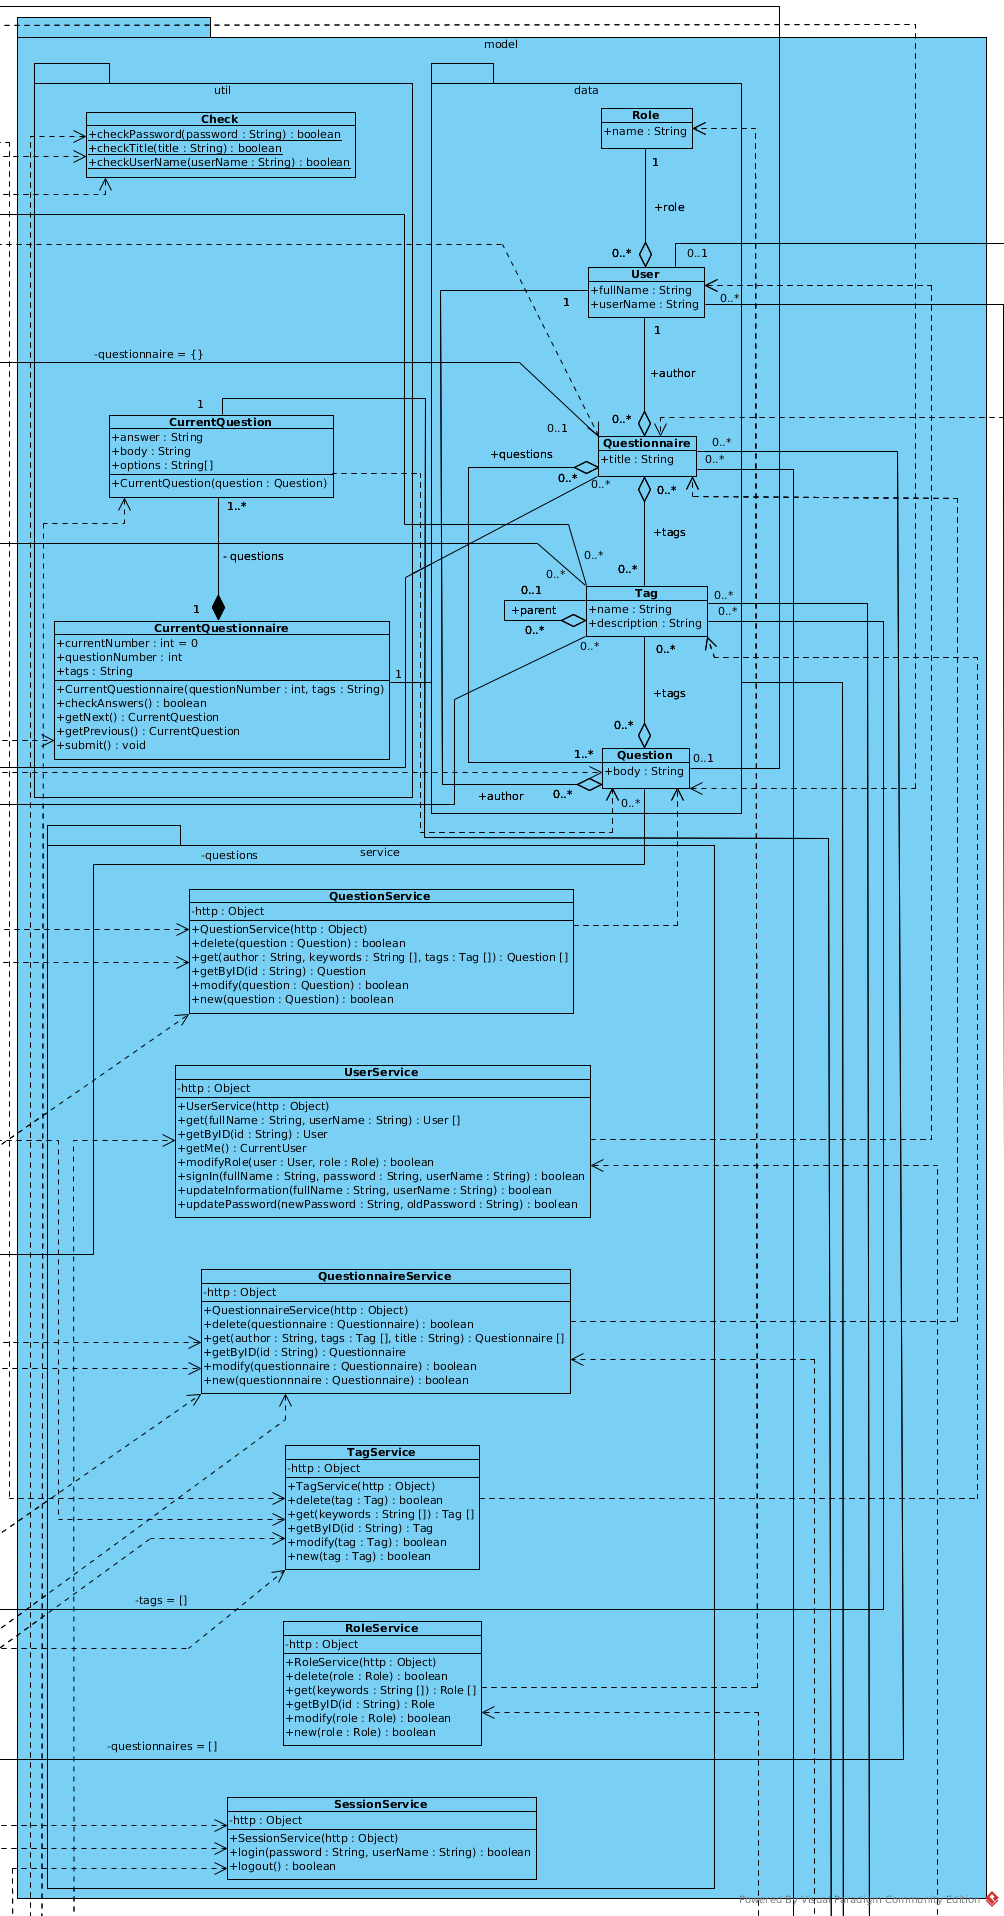 model
util
data
Check
+checkPassword(password : String) : boolean
+checkTitle(title : String) : boolean
+checkUserName(userName : String) : boolean
Role
+name : String
1
+role
0..*
0..1
User
+fullName : String
+userName : String
1
0..*
1
+author
-questionnaire = {}
0..*
0..1
1
CurrentQuestion
+answer : String
+body : String
+options : String[]
+CurrentQuestion(question : Question)
1..*
- questions
1
Questionnaire
+title : String
0..*
0..*
+questions
0..*
0..*
0..*
+tags
0..*
0..*
0..*
0..1
Tag
+name : String
+description : String
0..*
0..*
+parent
0..*
0..*
0..*
+tags
0..*
CurrentQuestionnaire
+currentNumber : int = 0
+questionNumber : int
+tags : String
+CurrentQuestionnaire(questionNumber : int, tags : String)
+checkAnswers() : boolean
+getNext() : CurrentQuestion
+getPrevious() : CurrentQuestion
+submit() : void
1
1..*
Question
+body : String
0..1
+author
0..*
0..*
service
-questions
QuestionService
-http : Object
+QuestionService(http : Object)
+delete(question : Question) : boolean
+get(author : String, keywords : String [], tags : Tag []) : Question []
+getByID(id : String) : Question
+modify(question : Question) : boolean
+new(question : Question) : boolean
UserService
-http : Object
+UserService(http : Object)
+get(fullName : String, userName : String) : User []
+getByID(id : String) : User
+getMe() : CurrentUser
+modifyRole(user : User, role : Role) : boolean
+signIn(fullName : String, password : String, userName : String) : boolean
+updateInformation(fullName : String, userName : String) : boolean
+updatePassword(newPassword : String, oldPassword : String) : boolean
QuestionnaireService
-http : Object
+QuestionnaireService(http : Object)
+delete(questionnaire : Questionnaire) : boolean
+get(author : String, tags : Tag [], title : String) : Questionnaire []
+getByID(id : String) : Questionnaire
+modify(questionnaire : Questionnaire) : boolean
+new(questionnnaire : Questionnaire) : boolean
TagService
-http : Object
+TagService(http : Object)
+delete(tag : Tag) : boolean
+get(keywords : String []) : Tag []
+getByID(id : String) : Tag
+modify(tag : Tag) : boolean
+new(tag : Tag) : boolean
-tags = []
RoleService
-http : Object
+RoleService(http : Object)
+delete(role : Role) : boolean
+get(keywords : String []) : Role []
+getByID(id : String) : Role
+modify(role : Role) : boolean
+new(role : Role) : boolean
-questionnaires = []
SessionService
-http : Object
+SessionService(http : Object)
+login(password : String, userName : String) : boolean
+logout() : boolean
Powered By Visual Paradigm Community Edition